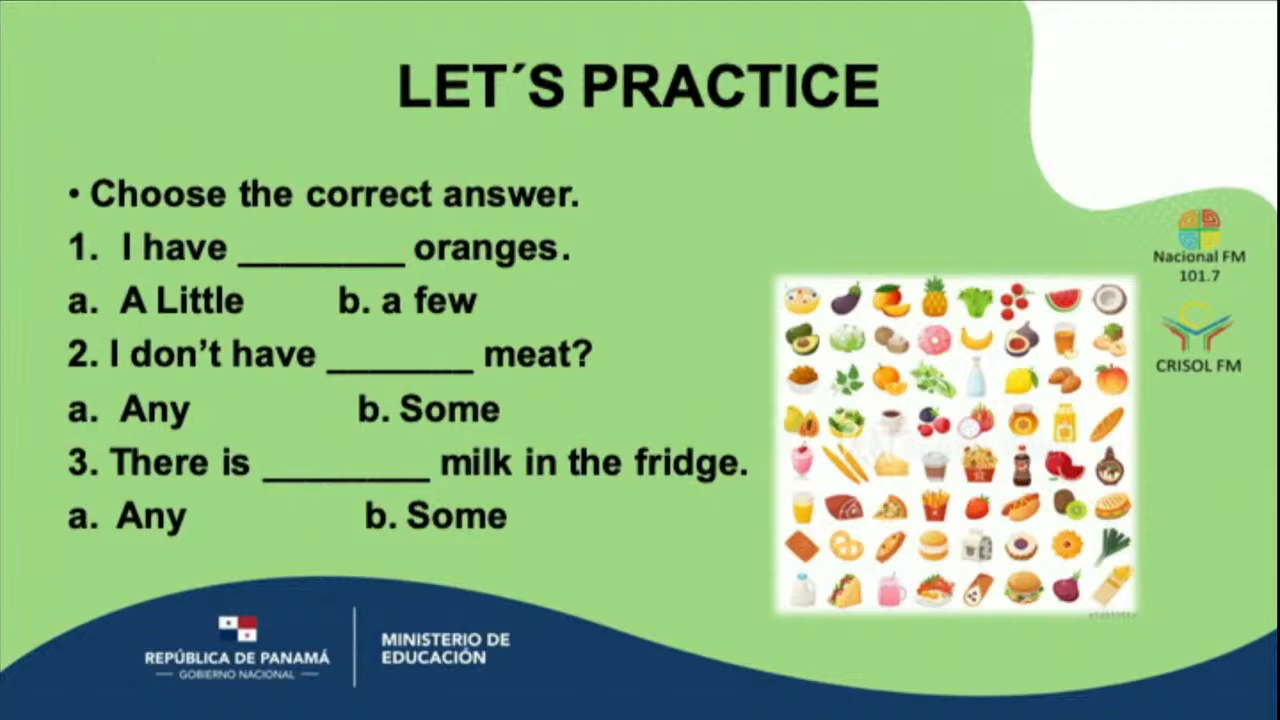 LET´S PRACTICE
• Choose the correct answer.
1. I have ________ oranges.
a. A Little b. a few
2. I don’t have _______ meat?
a. Any b. Some
3. There is ________ milk in the fridge.
a. Any b. Some
Nacional FM
101.7
CRISOL FM
REPÚBLICA DE PANAMÁ
— GOBIERNO NACIONAL —
MINISTERIO DE
EDUCACIÓN